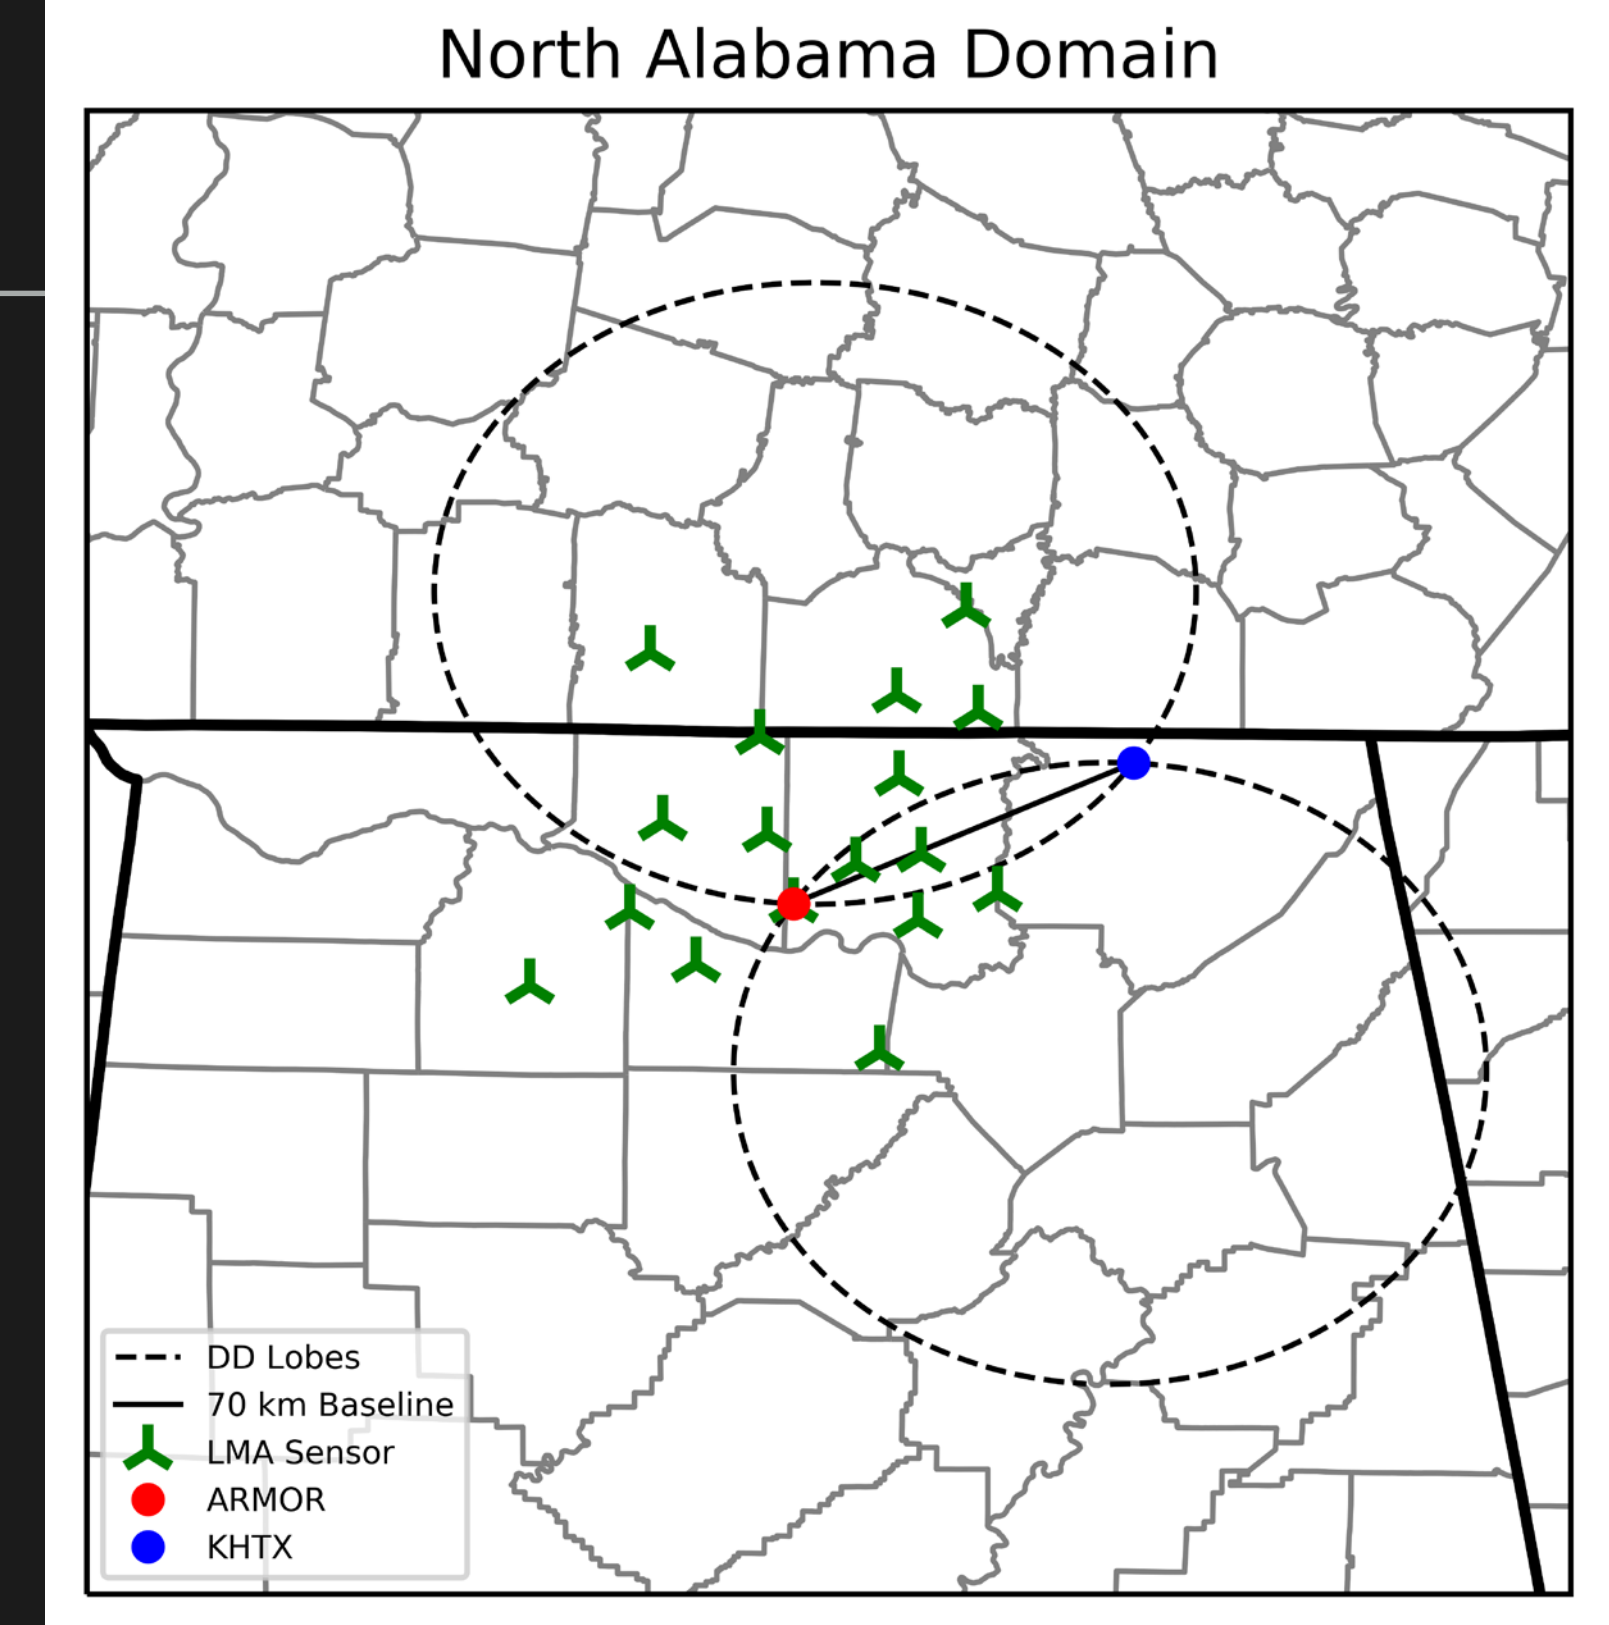 North Alabama Domain
DD Lobes
70 km Baseline
LMA Sensor
ARMOR
KHTX